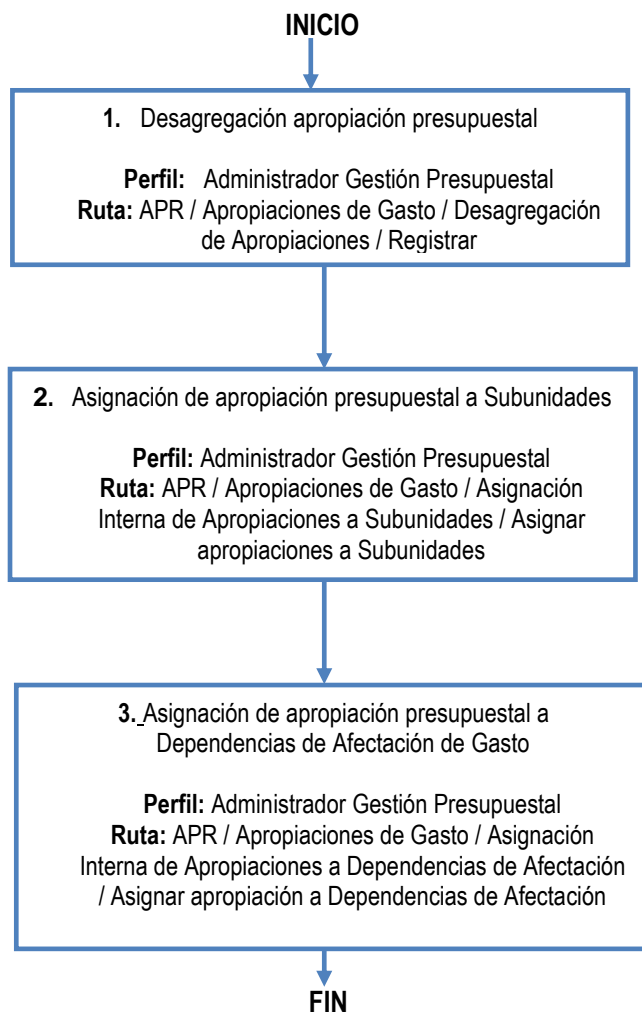 INICIO
1. Desagregación apropiación presupuestal
Perfil: Administrador Gestión Presupuestal
Ruta: APR / Apropiaciones de Gasto / Desagregación
de Apropiaciones / Registrar
2. Asignación de apropiación presupuestal a Subunidades
Perfil: Administrador Gestión Presupuestal
Ruta: APR / Apropiaciones de Gasto / Asignación
Interna de Apropiaciones a Subunidades / Asignar
apropiaciones a Subunidades
3. Asignación de apropiación presupuestal a
Dependencias de Afectación de Gasto
Perfil: Administrador Gestión Presupuestal
Ruta: APR / Apropiaciones de Gasto / Asignación
Interna de Apropiaciones a Dependencias de Afectación
/ Asignar apropiación a Dependencias de Afectación
FIN